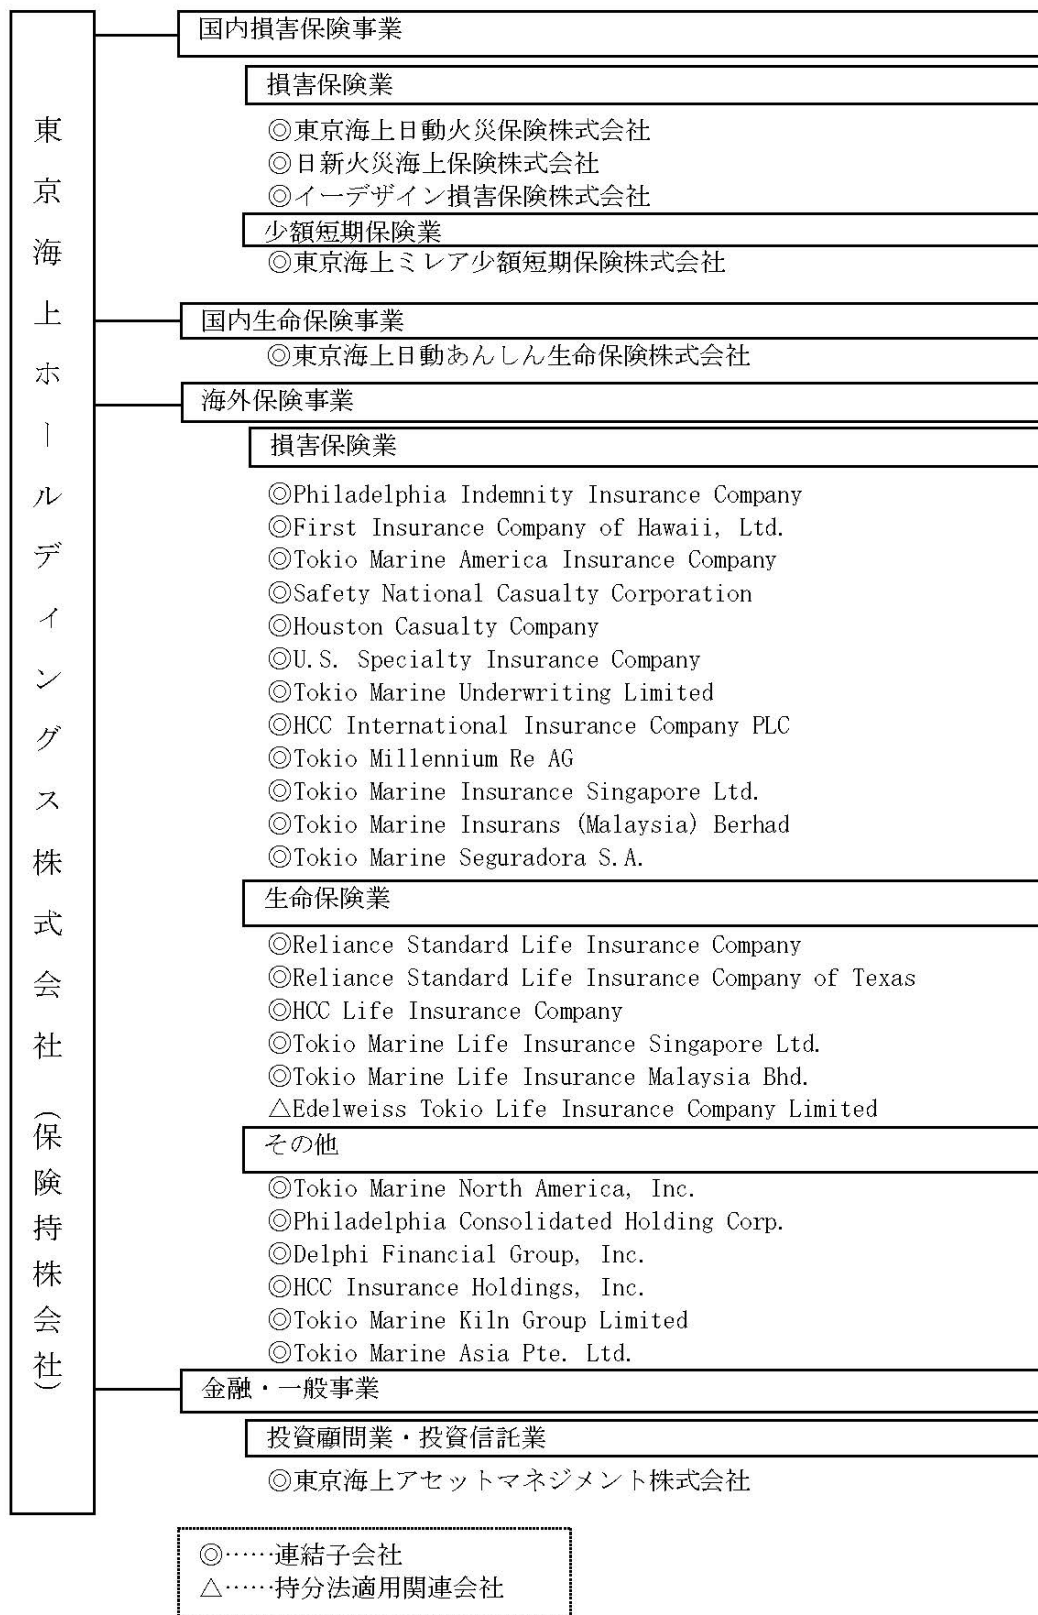 東京海上ホールディングス株式会社（保険持株会社）
国内損害保険事業
損害保険業
◎東京海上日動火災保険株式会社
◎日新火災海上保険株式会社
◎イーデザイン損害保険株式会社
少額短期保険業
◎東京海上ミレア少額短期保険株式会社
国内生命保険事業
◎東京海上日動あんしん生命保険株式会社
海外保険事業
損害保険業
◎Philadelphia Indemnity Insurance Company
◎First Insurance Company of Hawaii, Ltd.
◎Tokio Marine America Insurance Company
◎Safety National Casualty Corporation
◎Houston Casualty Company
◎U.S. Specialty Insurance Company
◎Tokio Marine Underwriting Limited
◎HCC International Insurance Company PLC
◎Tokio Millennium Re AG
◎Tokio Marine Insurance Singapore Ltd.
◎Tokio Marine Insurans (Malaysia) Berhad
◎Tokio Marine Seguradora S.A.
生命保険業
◎Reliance Standard Life Insurance Company
◎Reliance Standard Life Insurance Company of Texas
◎HCC Life Insurance Company
◎Tokio Marine Life Insurance Singapore Ltd.
◎Tokio Marine Life Insurance Malaysia Bhd.
△Edelweiss Tokio Life Insurance Company Limited
その他
◎Tokio Marine North America, Inc.
◎Philadelphia Consolidated Holding Corp.
◎Delphi Financial Group, Inc.
◎HCC Insurance Holdings, Inc.
◎Tokio Marine Kiln Group Limited
◎Tokio Marine Asia Pte. Ltd.
金融・一般事業
投資顧問業・投資信託業
◎東京海上アセットマネジメント株式会社
◎……連結子会社
△……持分法適用関連会社